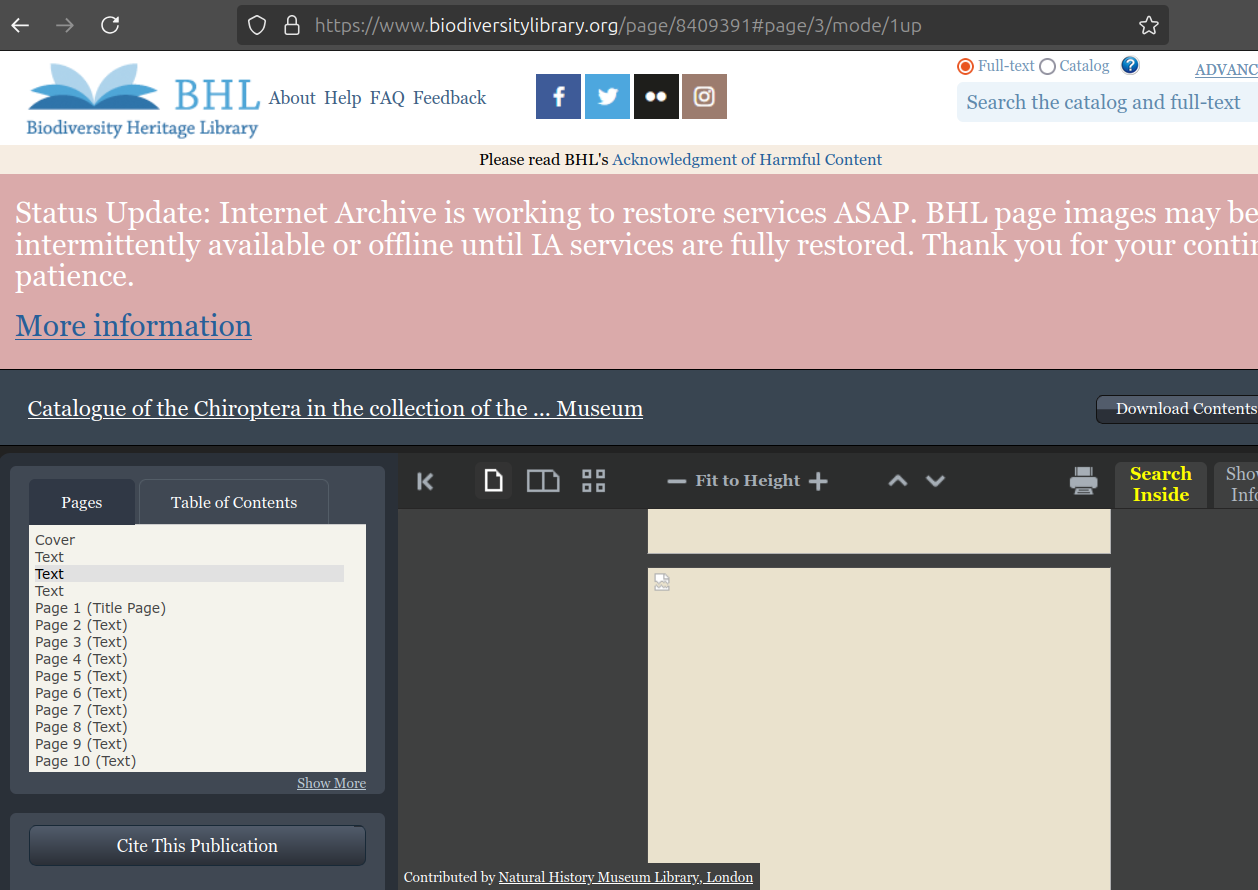 https://www.biodiversitylibrary.org/page/8409391#page/3/mode/1up
BHL
Biodiversity Heritage Library
About Help FAQ Feedback
Full-text Catalog ? ADVANC
Search the catalog and full-text
Please read BHL's Acknowledgment of Harmful Content
Status Update: Internet Archive is working to restore services ASAP. BHL page images may be
intermittently available or offline until IA services are fully restored. Thank you for your contin
patience.
More information
Catalogue of the Chiroptera in the collection of the ... Museum
Download Contents
Pages
Table of Contents
Cover
Text
Text
Text
Page 1 (Title Page)
Page 2 (Text)
Page 3 (Text)
Page 4 (Text)
Page 5 (Text)
Page 6 (Text)
Page 7 (Text)
Page 8 (Text)
Page 9 (Text)
Page 10 (Text)
Show More
Cite This Publication
Fit to Height
Search
Inside
Show
Info
Contributed by Natural History Museum Library, London